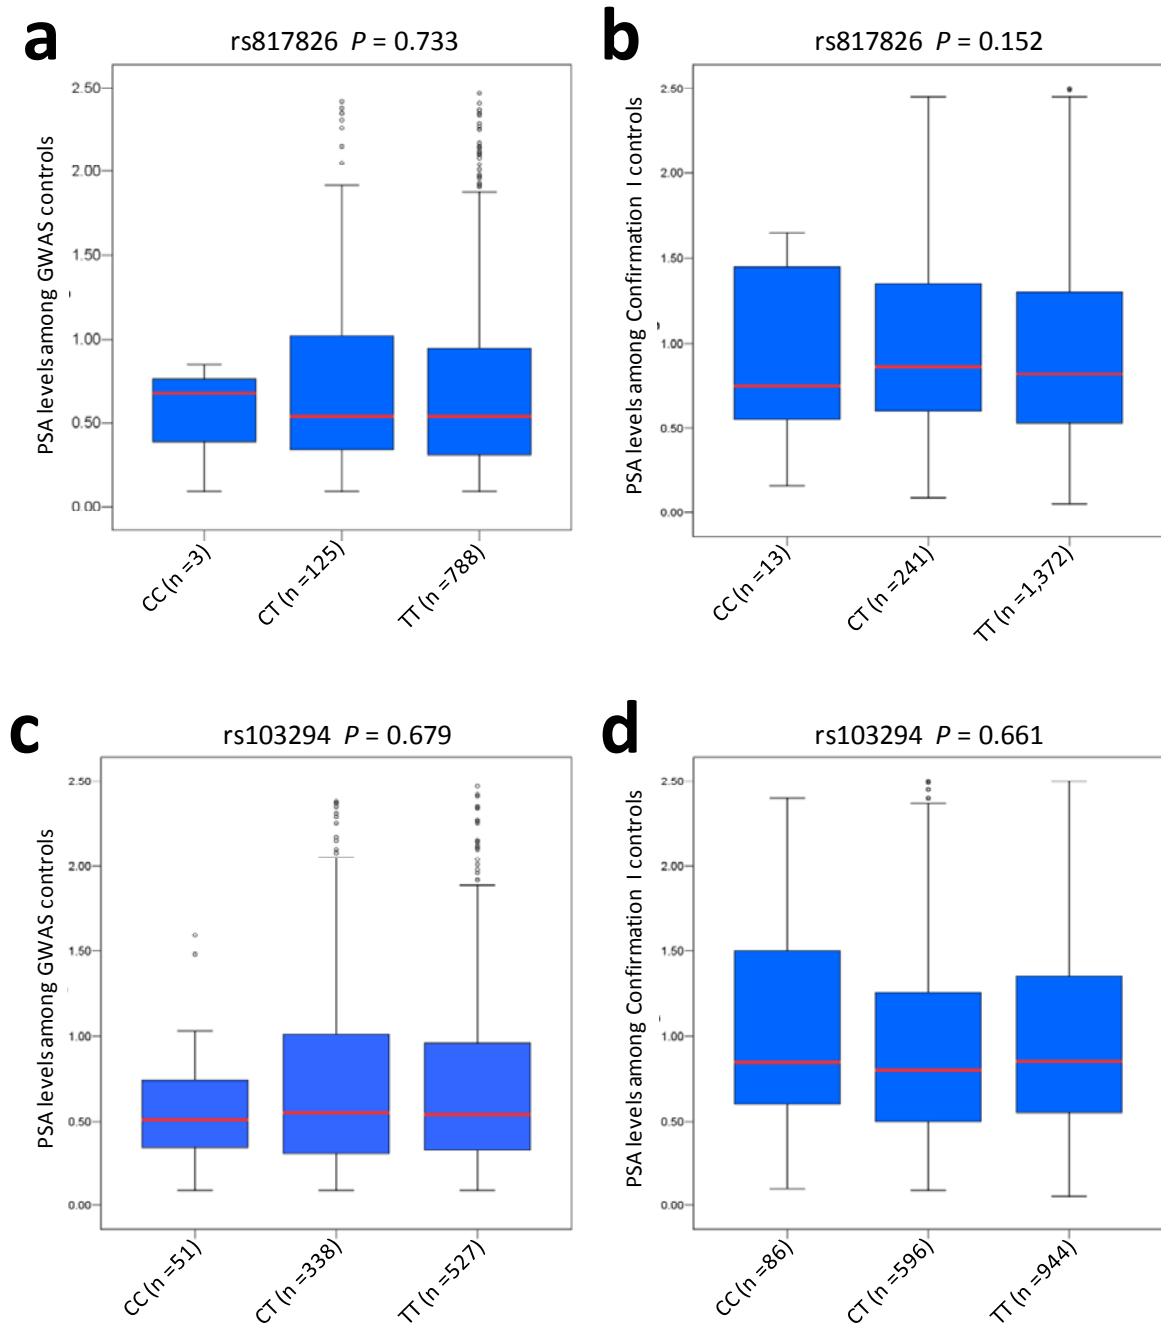 a
rs817826 P = 0.733
PSA levels among GWAS controls
2.50
2.00
1.50
1.00
0.50
0.00
CC (n =3)
CT (n =125)
TT (n =788)
b
rs817826 P = 0.152
PSA levels among Confirmation I controls
2.50
2.00
1.50
1.00
0.50
0.00
CC (n =13)
CT (n =241)
TT (n =1,372)
c
rs103294 P = 0.679
PSA levels among GWAS controls
2.50
2.00
1.50
1.00
0.50
0.00
CC (n =51)
CT (n =338)
TT (n =527)
d
rs103294 P = 0.661
PSA levels among Confirmation I controls
2.50
2.00
1.50
1.00
0.50
0.00
CC (n =86)
CT (n =596)
TT (n =944)